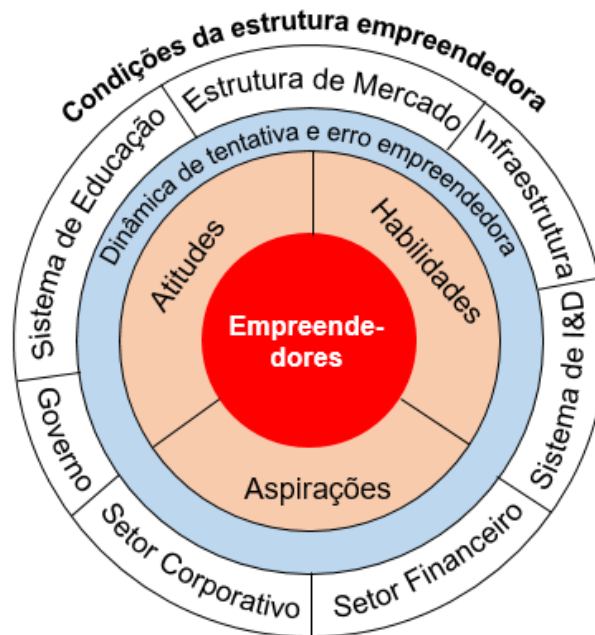 Condições da estrutura empreendedora
Estrutura de Mercado
Infraestrutura
Sistema de I&D
Setor Financeiro
Setor Corporativo
Governo
Sistema de Educação
Dinâmica de tentativa e erro empreendedora
Atitudes
Habilidades
Aspirações
Empreende-
dores